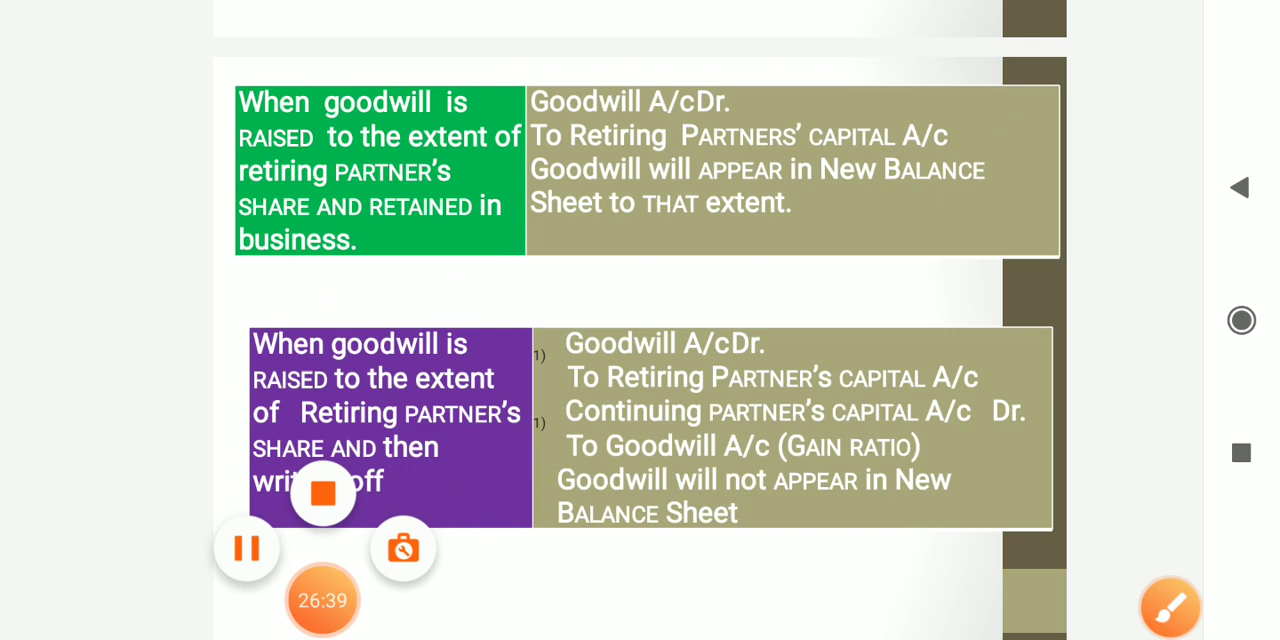 When goodwill is
RAISED to the extent of
retiring PARTNER’s
SHARE AND RETAINED in
business.
Goodwill A/cDr.
To Retiring PARTNERS’ CAPITAL A/c
Goodwill will APPEAR in New BALANCE
Sheet to THAT extent.
When goodwill is
RAISED to the extent
of Retiring PARTNER’s
SHARE AND then
off
1) Goodwill A/cDr.
To Retiring PARTNER’s CAPITAL A/c
1) Continuing PARTNER’s CAPITAL A/c Dr.
To Goodwill A/c (GAIN RATIO)
Goodwill will not APPEAR in New
BALANCE Sheet
26:39